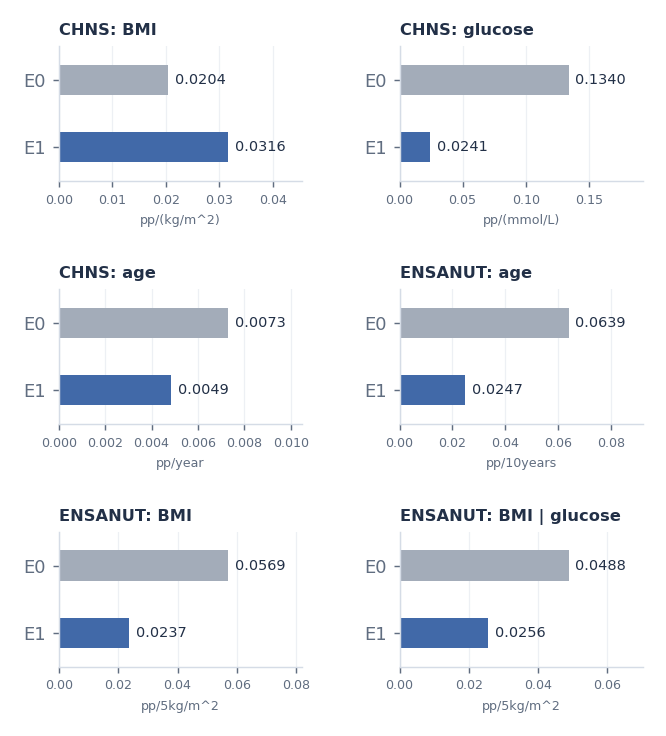 CHNS: BMI
E0
0.0204
E1
0.0316
0.00 0.01 0.02 0.03 0.04
pp/(kg/m^2)
CHNS: glucose
E0
0.1340
E1
0.0241
0.00 0.05 0.10 0.15
pp/(mmol/L)
CHNS: age
E0
0.0073
E1
0.0049
0.000 0.002 0.004 0.006 0.008 0.010
pp/year
ENSANUT: age
E0
0.0639
E1
0.0247
0.00 0.02 0.04 0.06 0.08
pp/10years
ENSANUT: BMI
E0
0.0569
E1
0.0237
0.00 0.02 0.04 0.06 0.08
pp/5kg/m^2
ENSANUT: BMI | glucose
E0
0.0488
E1
0.0256
0.00 0.02 0.04 0.06
pp/5kg/m^2